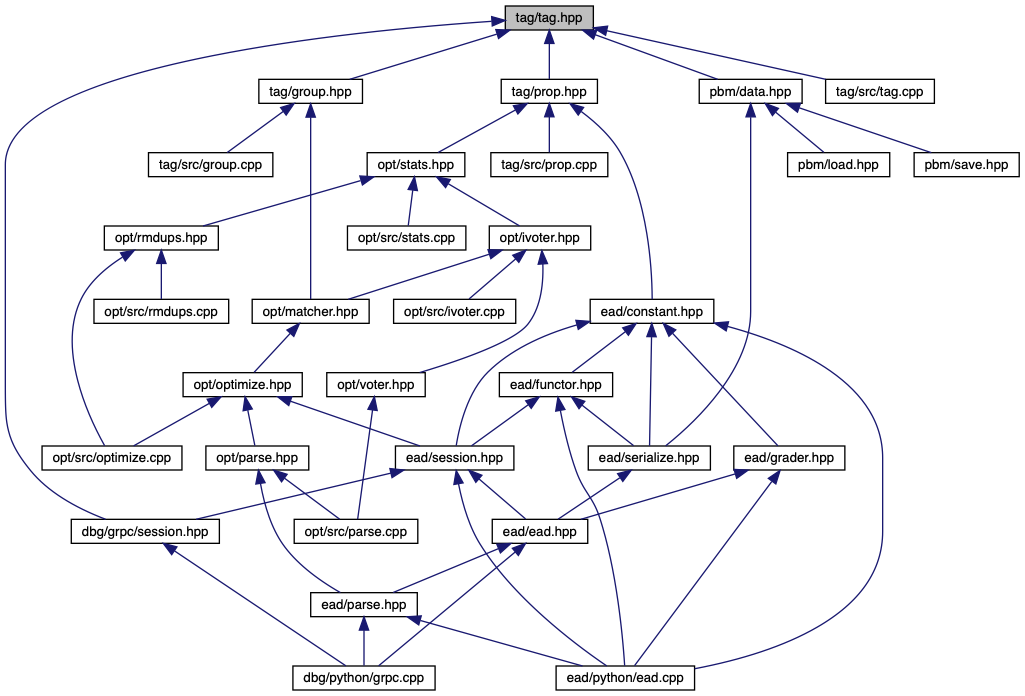 tag/tag.hpp
tag/group.hpp
tag/prop.hpp
pbm/data.hpp
tag/src/tag.cpp
tag/src/group.cpp
opt/stats.hpp
tag/src/prop.cpp
pbm/load.hpp
pbm/save.hpp
opt/rmdups.hpp
opt/src/stats.cpp
opt/ivoter.hpp
opt/src/rmdups.cpp
opt/matcher.hpp
opt/src/ivoter.cpp
ead/constant.hpp
opt/optimize.hpp
opt/voter.hpp
ead/functor.hpp
opt/src/optimize.cpp
opt/parse.hpp
ead/session.hpp
ead/serialize.hpp
ead/grader.hpp
dbg/grpc/session.hpp
opt/src/parse.cpp
ead/ead.hpp
ead/parse.hpp
dbg/python/grpc.cpp
ead/python/ead.cpp